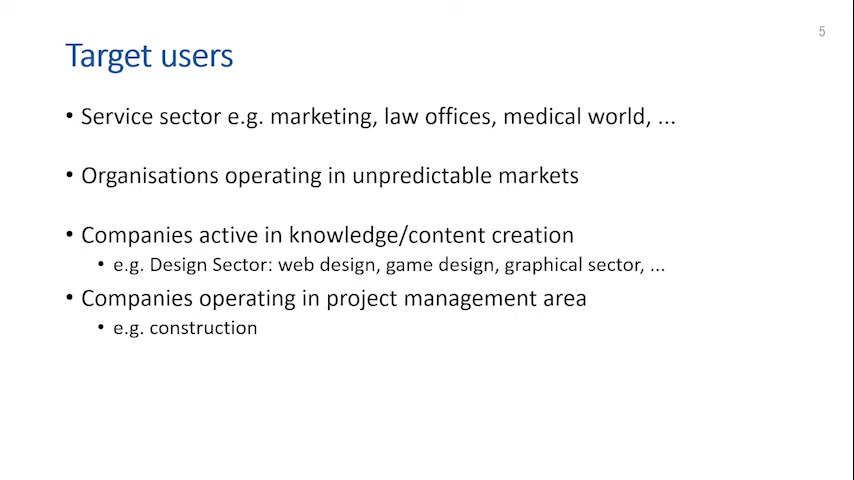 5
Target users
• Service sector e.g. marketing, law offices, medical world, ...
• Organisations operating in unpredictable markets
• Companies active in knowledge/content creation
• e.g. Design Sector: web design, game design, graphical sector, ...
• Companies operating in project management area
• e.g. construction